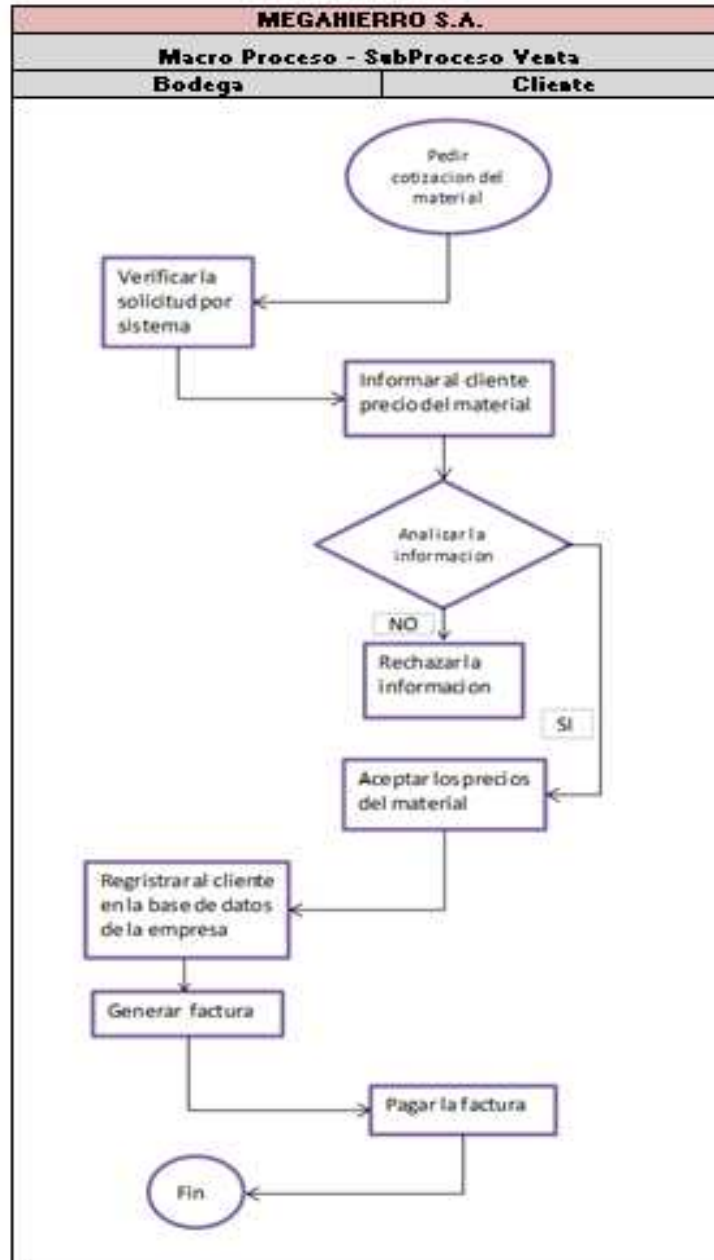 MEGAHIERRO S.A.
Macro Proceso - SubProceso Venta
Bodega Cliente
Pedir
cotizacion del
material
Verificar la
solicitud por
sistema
Informar al cliente
precio del material
Analizar la
informacion
NO
Rechazar la
informacion
SI
Aceptar los precios
del material
Regristrar al cliente
en la base de datos
de la empresa
Generar factura
Pagar la factura
Fin